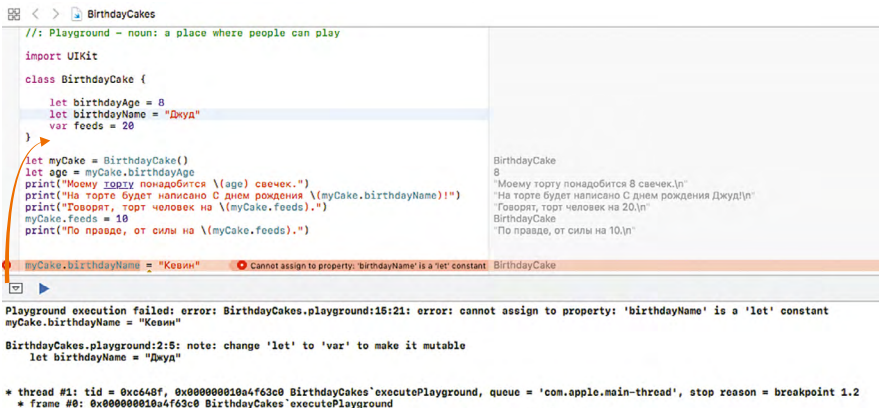 BirthdayCakes
//: Playground - noun: a place where people can play
import UIKit
class BirthdayCake {
let birthdayAge = 8
let birthdayName = "Джуд"
var feeds = 20
}
let myCake = BirthdayCake() BirthdayCake
let age = myCake.birthdayAge 8
print("Моему торту понадобится \(age) свечек.") "Моему торту понадобится 8 свечек.\n"
print("На торте будет написано С днем рождения \(myCake.birthdayName)!") "На торте будет написано С днем рождения Джуд!\n"
print("Говорят, торт человек на \(myCake.feeds).") "Говорят, торт человек на 20.\n"
myCake.feeds = 10 BirthdayCake
print("По правде, от силы на \(myCake.feeds).") "По правде, от силы на 10.\n"
myCake.birthdayName = "Кевин" Cannot assign to property: 'birthdayName' is a 'let' constant BirthdayCake
Playground execution failed: error: BirthdayCakes.playground:15:21: error: cannot assign to property: 'birthdayName' is a 'let' constant
myCake.birthdayName = "Кевин"
BirthdayCakes.playground:2:5: note: change 'let' to 'var' to make it mutable
let birthdayName = "Джуд"
* thread #1: tid = 0xc648f, 0x000000010a4f63c0 BirthdayCakes`executePlayground, queue = 'com.apple.main-thread', stop reason = breakpoint 1.2
* frame #0: 0x000000010a4f63c0 BirthdayCakes`executePlayground